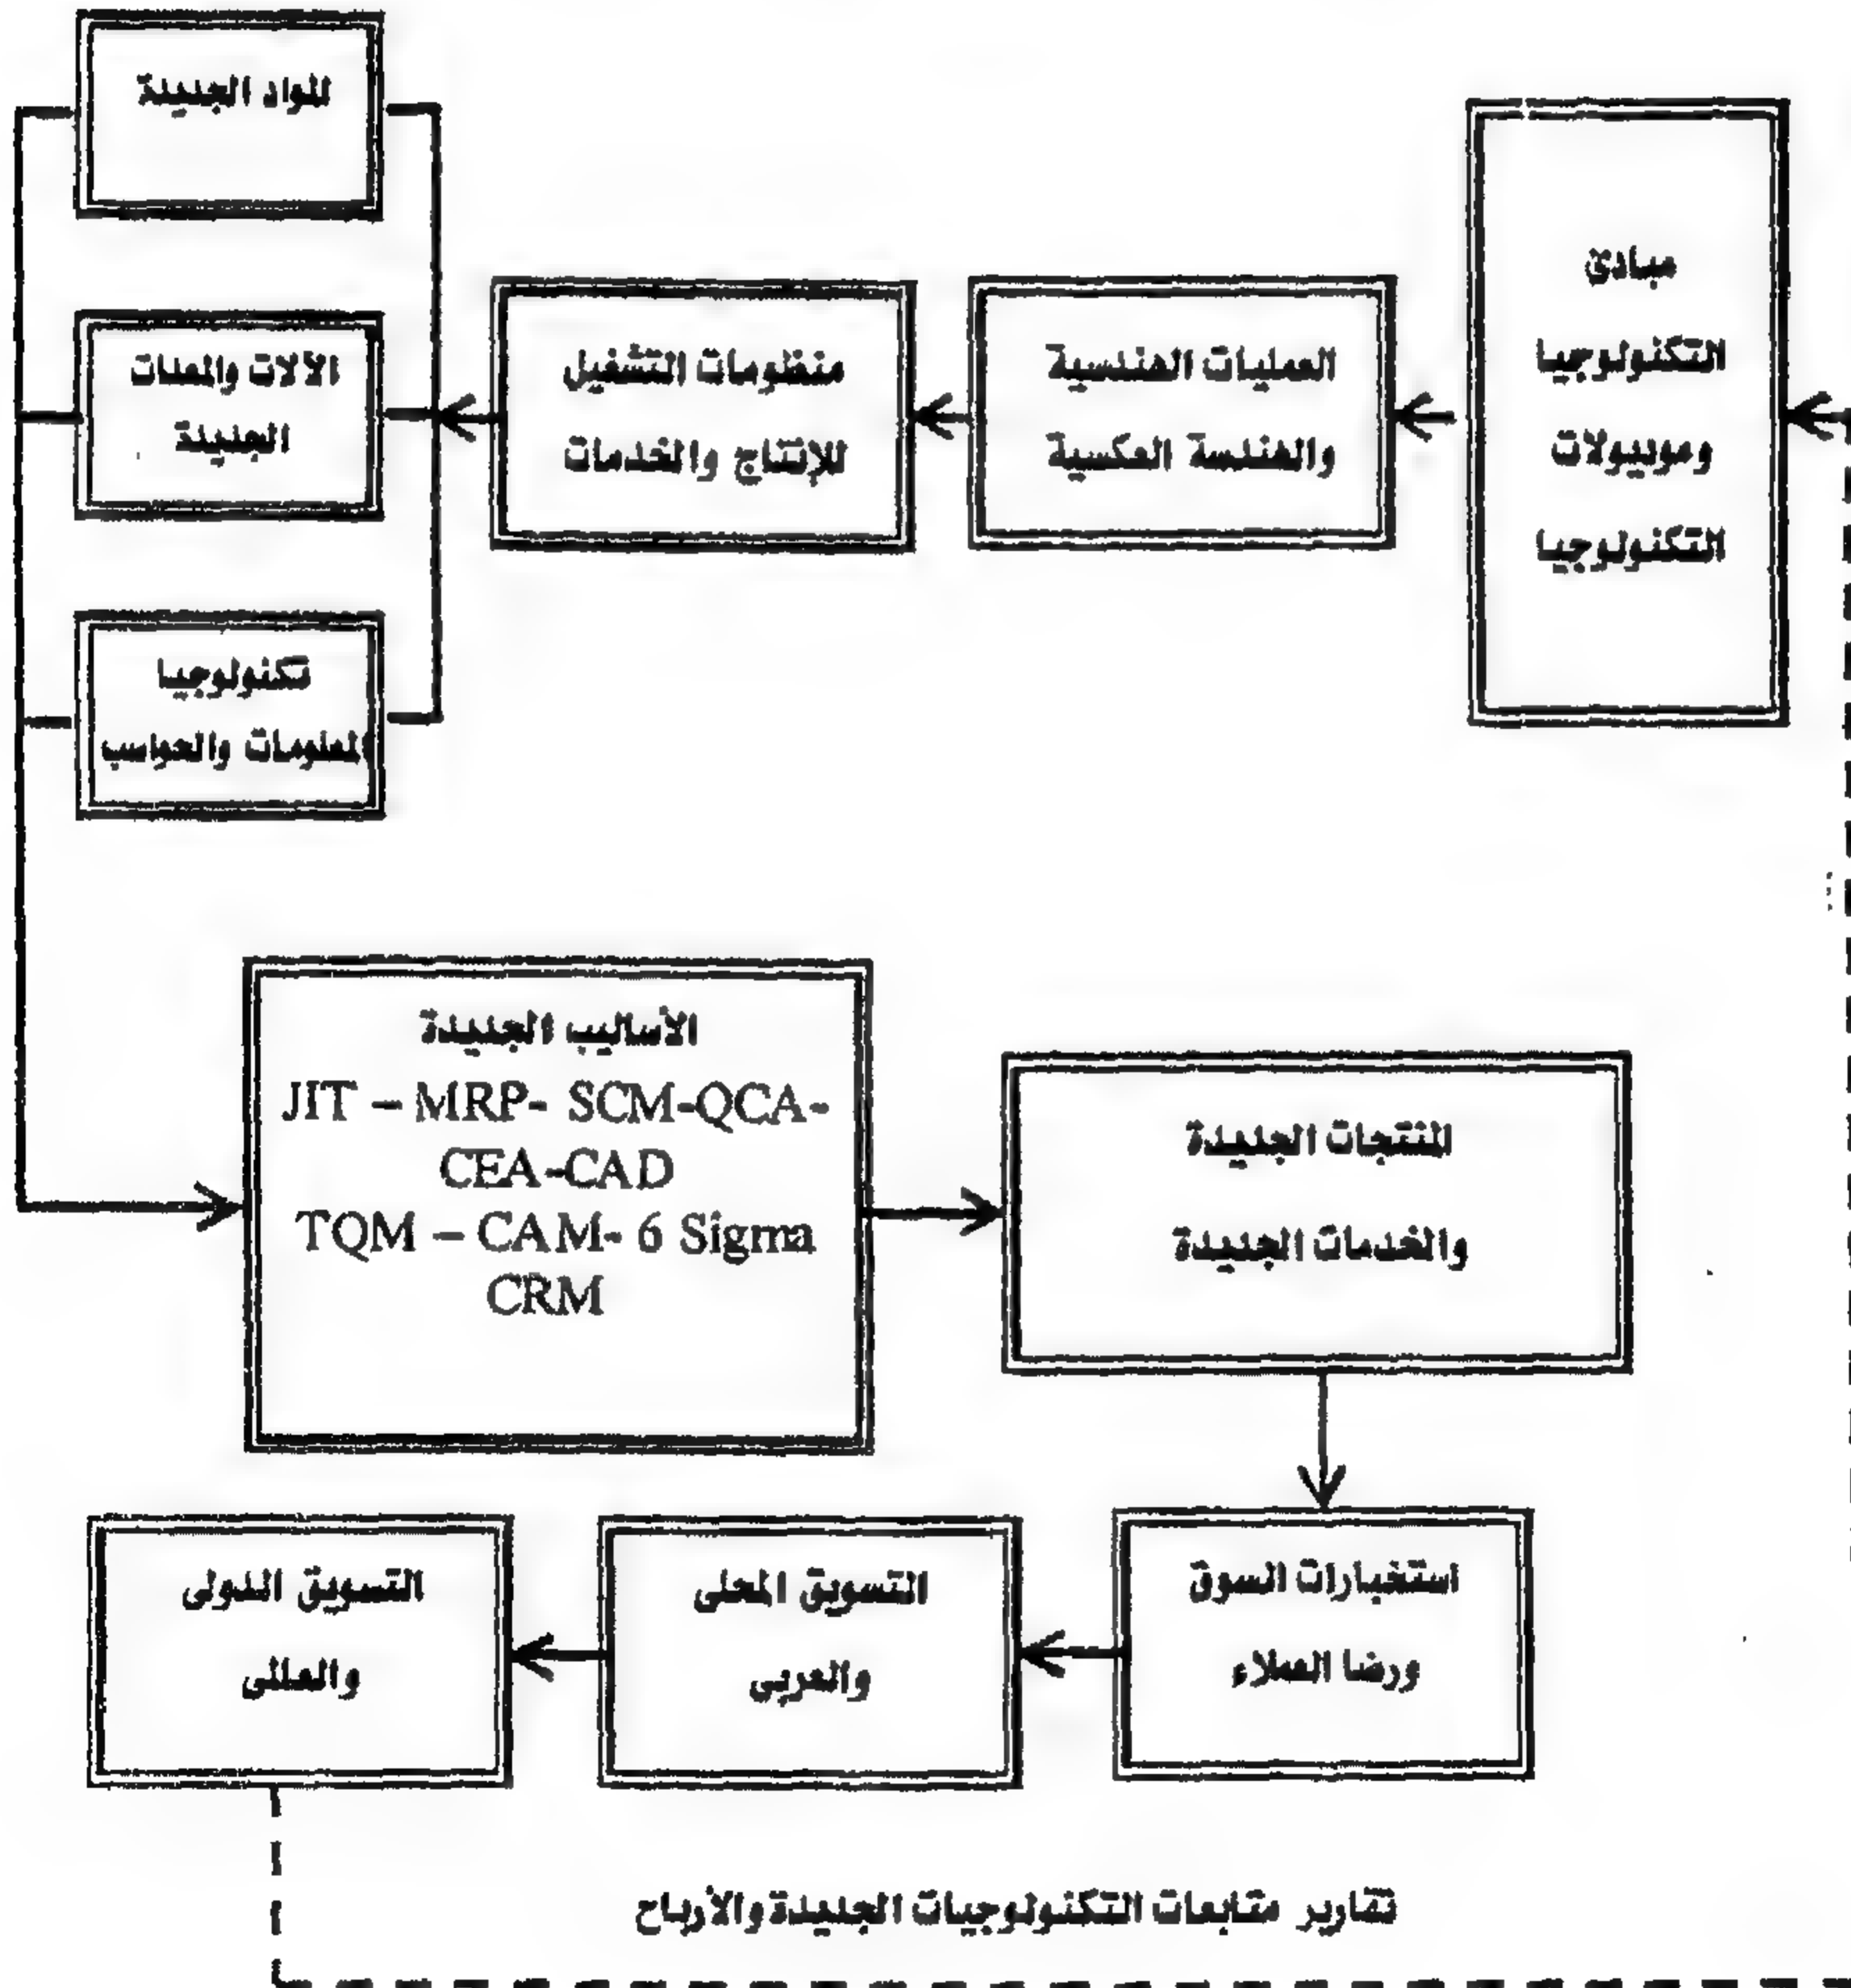 مبادئ
التكنولوجيا
وموديولات
التكنولوجيا
العمليات الهندسية
والهندسة العكسية
منظومات التشغيل
للإنتاج والخدمات
المواد الجديدة
الآلات والمعدات
الجديدة
تكنولوجيا
المعلومات والحواسب
الأساليب الجديدة
JIT – MRP- SCM-QCA-
CEA-CAD
TQM – CAM- 6 Sigma
CRM
المنتجات الجديدة
والخدمات الجديدة
استخبارات السوق
ورضا العملاء
التسويق المحلى
والعربى
التسويق الدولى
والعالمى
تقارير متابعات التكنولوجيات الجديدة والأرباح